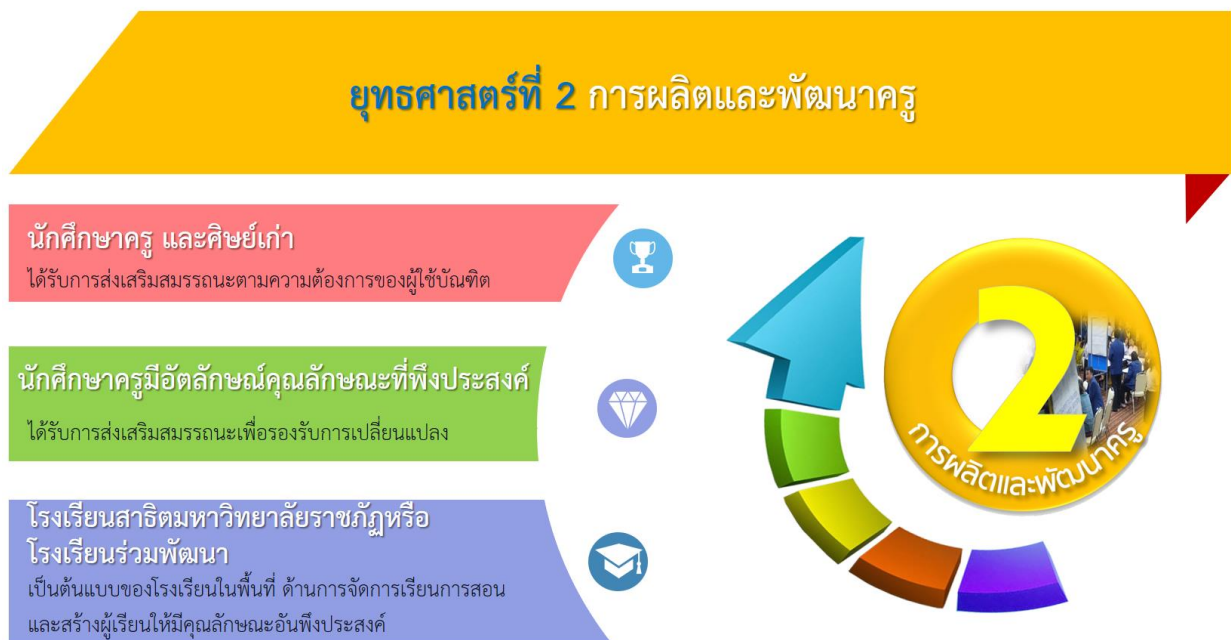 ยุทธศาสตร์ที่ 2 การผลิตและพัฒนาครู
นักศึกษาครู และศิษย์เก่า
ได้รับการส่งเสริมสมรรถนะตามความต้องการของผู้ใช้บัณฑิต
นักศึกษาครูมีอัตลักษณ์คุณลักษณะที่พึงประสงค์
ได้รับการส่งเสริมสมรรถนะเพื่อรองรับการเปลี่ยนแปลง
โรงเรียนสาธิตมหาวิทยาลัยราชภัฏหรือ
โรงเรียนร่วมพัฒนา
เป็นต้นแบบของโรงเรียนในพื้นที่ ด้านการจัดการเรียนการสอน
และสร้างผู้เรียนให้มีคุณลักษณะอันพึงประสงค์
2
การผลิตและพัฒนาครู